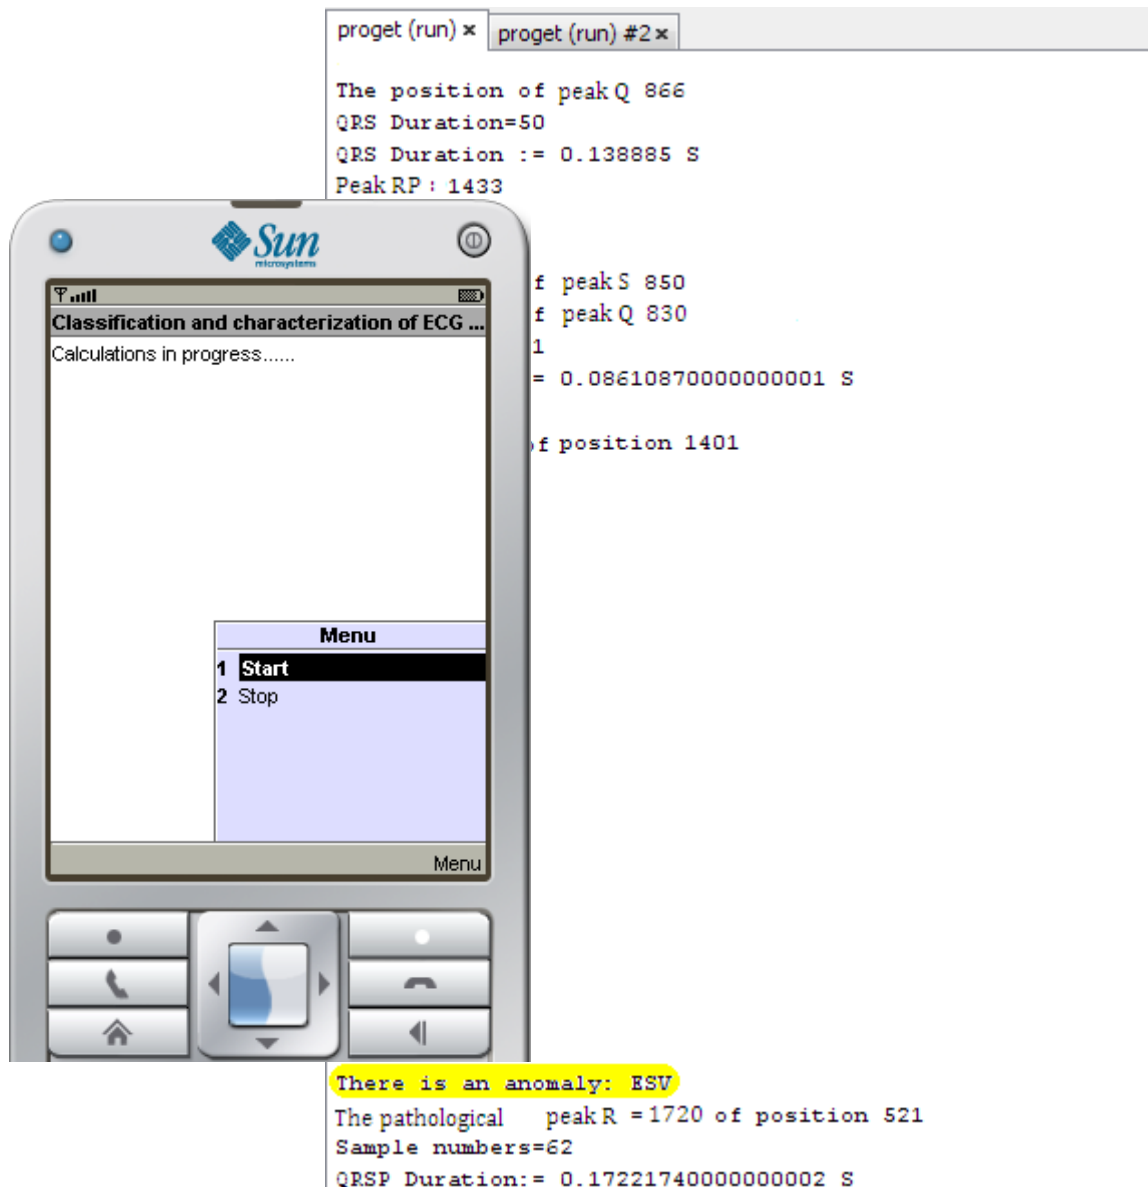 proget (run) × proget (run) #2 ×
The position of peak Q 866
QRS Duration=50
QRS Duration := 0.138885 S
Peak RP : 1433
Sun
microsystems
f peak S 850
f peak Q 830
1
= 0.08610870000000001 S
of position 1401
Classification and characterization of ECG ...
Calculations in progress......
Menu
1 Start
2 Stop
Menu
There is an anomaly: ESV
The pathological peak R =1720 of position 521
Sample numbers=62
QRSP Duration:= 0.17221740000000002 S